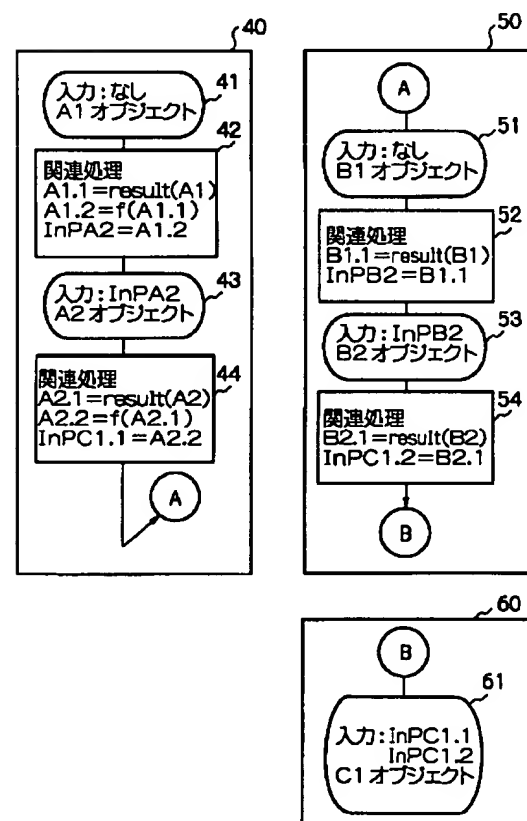 40
41
入力:なし
A1オブジェクト
42
関連処理
A1.1=result(A1)
A1.2=f(A1.1)
InPA2=A1.2
43
入力:InPA2
A2オブジェクト
44
関連処理
A2.1=result(A2)
A2.2=f(A2.1)
InPC1.1=A2.2
A
50
A
51
入力:なし
B1オブジェクト
52
関連処理
B1.1=result(B1)
InPB2=B1.1
53
入力:InPB2
B2オブジェクト
54
関連処理
B2.1=result(B2)
InPC1.2=B2.1
B
60
B
61
入力:InPC1.1
InPC1.2
C1オブジェクト